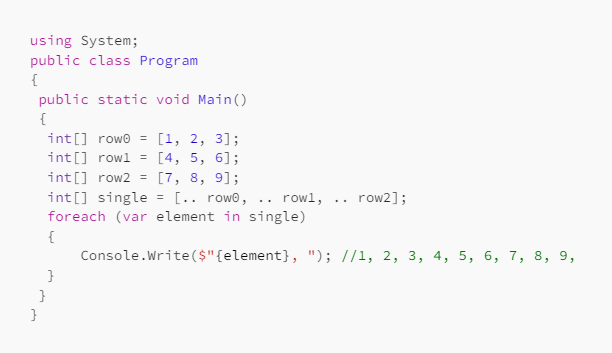 using System;
public class Program
{
public static void Main()
{
int[] row0 = [1, 2, 3];
int[] row1 = [4, 5, 6];
int[] row2 = [7, 8, 9];
int[] single = [.. row0, .. row1, .. row2];
foreach (var element in single)
{
Console.Write($"{element}, "); //1, 2, 3, 4, 5, 6, 7, 8, 9,
}
}
}